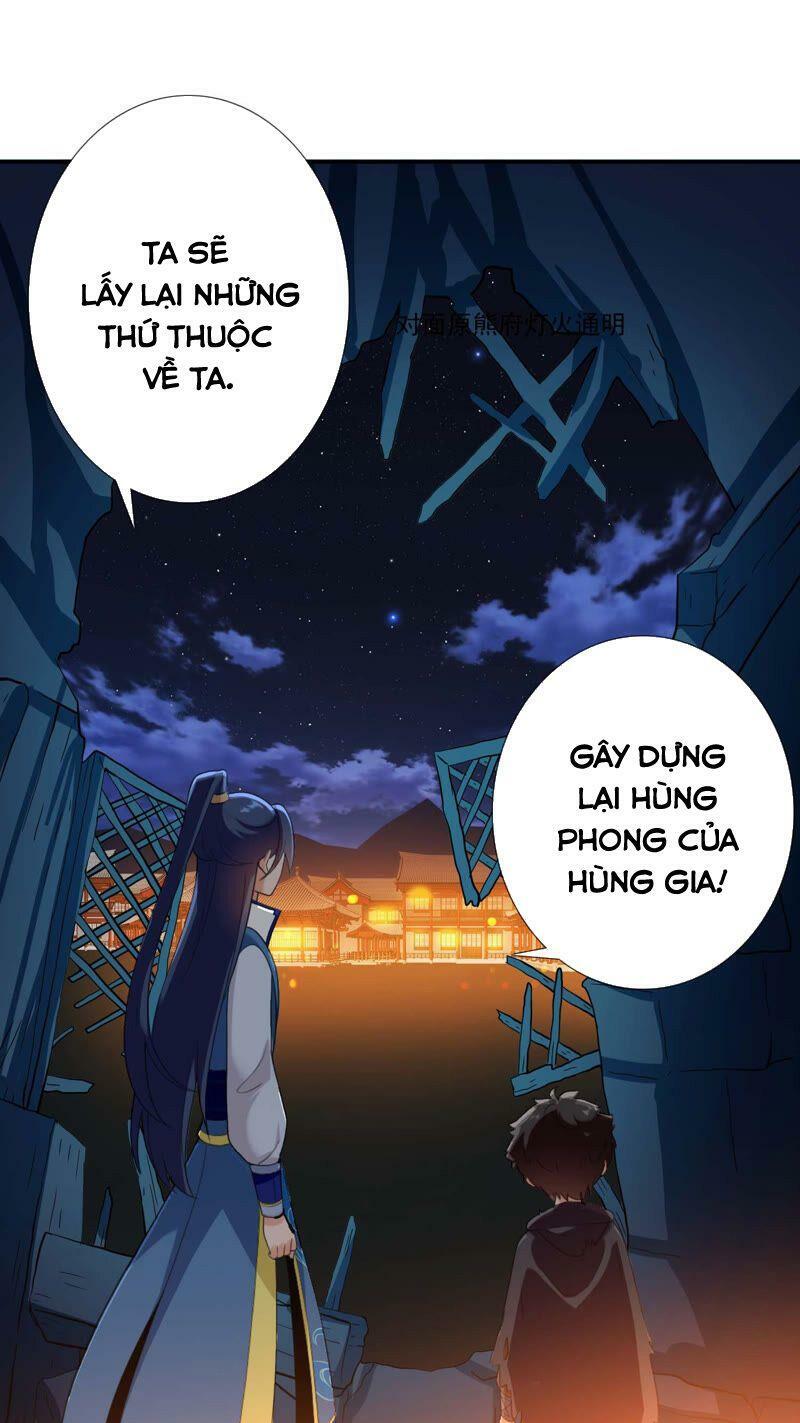 TA SẼ
LẤY LẠI NHỮNG
THỨ THUỘC
VỀ TA.
对面原熊府灯火通明
GÂY DỰNG
LẠI HÙNG
PHONG CỦA
HÙNG GIA!